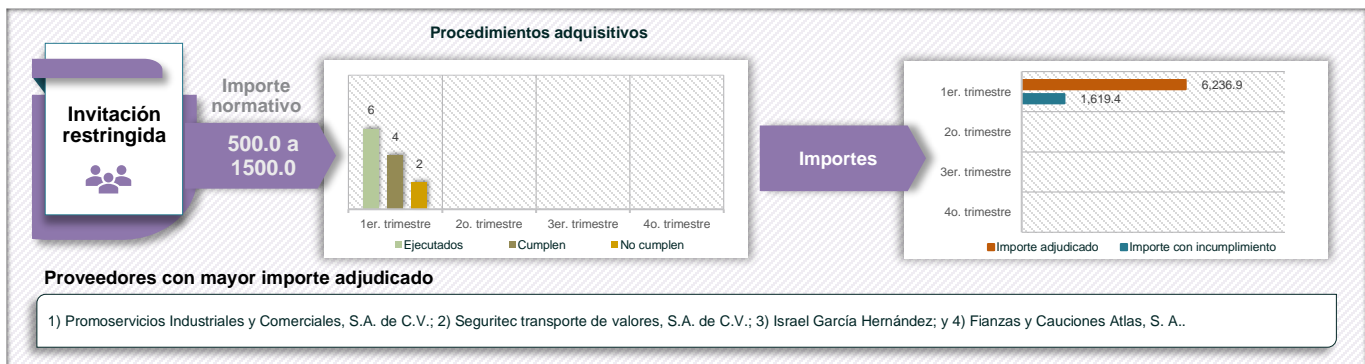 Procedimientos adquisitivos
Invitación
restringida
Importe
normativo
500.0 a
1500.0
6
4
2
1er. trimestre
2o. trimestre
3er. trimestre
4o. trimestre
Ejecutados
Cumplen
No cumplen
Importes
1er. trimestre
6,236.9
1,619.4
2o. trimestre
3er. trimestre
4o. trimestre
Importe adjudicado
Importe con incumplimiento
Proveedores con mayor importe adjudicado
1) Promoservicios Industriales y Comerciales, S.A. de C.V.; 2) Seguritec transporte de valores, S.A. de C.V.; 3) Israel García Hernández; y 4) Fianzas y Cauciones Atlas, S. A..